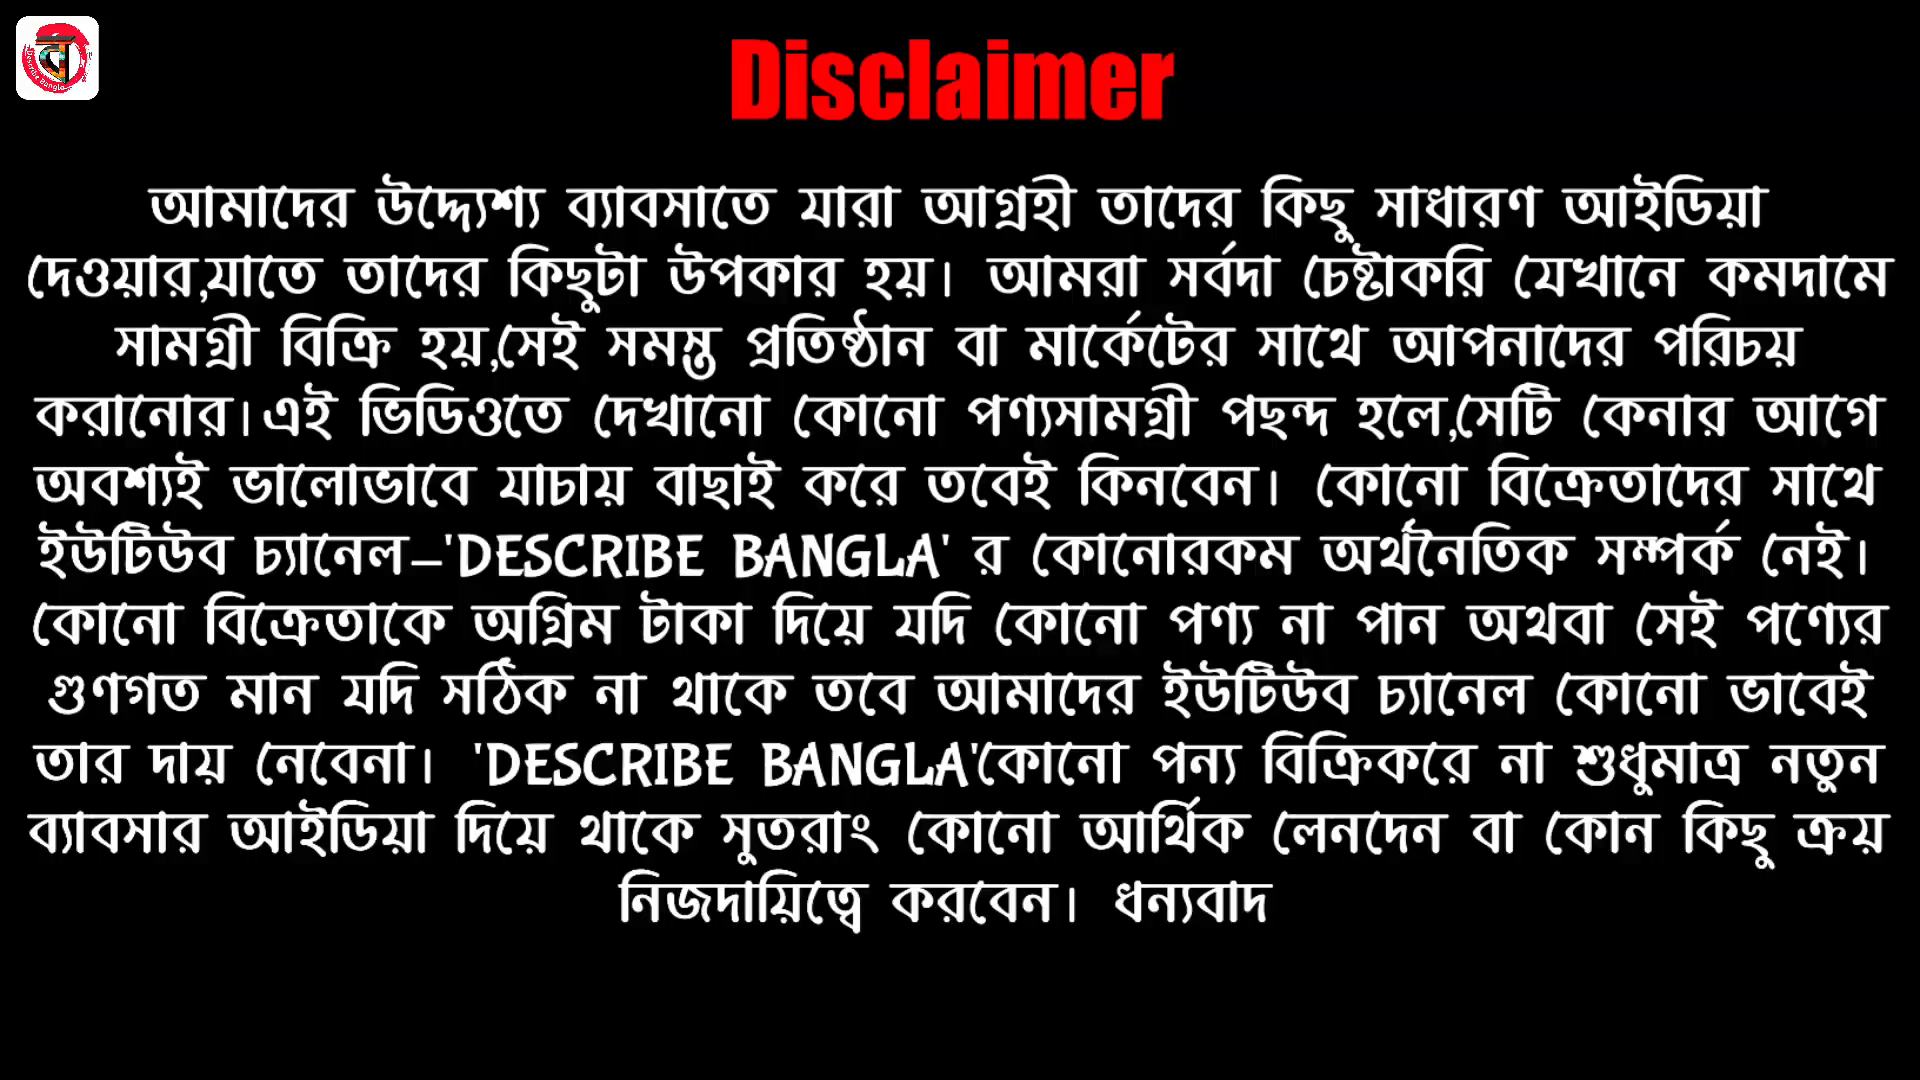 Disclaimer
আমাদের উদ্দ্যেশ্য ব্যাবসাতে যারা আগ্রহী তাদের কিছু সাধারণ আইডিয়া
দেওয়ার,যাতে তাদের কিছুটা উপকার হয়। আমরা সর্বদা চেষ্টাকরি যেখানে কমদামে
সামগ্রী বিক্রি হয়,সেই সমস্ত প্রতিষ্ঠান বা মার্কেটের সাথে আপনাদের পরিচয়
করানোর। এই ভিডিওতে দেখানো কোনো পণ্যসামগ্রী পছন্দ হলে,সেটি কেনার আগে
অবশ্যই ভালোভাবে যাচায় বাছাই করে তবেই কিনবেন। কোনো বিক্রেতাদের সাথে
ইউটিউব চ্যানেল–'DESCRIBE BANGLA' র কোনোরকম অর্থনৈতিক সম্পর্ক নেই।
কোনো বিক্রেতাকে অগ্রিম টাকা দিয়ে যদি কোনো পণ্য না পান অথবা সেই পণ্যের
গুণগত মান যদি সঠিক না থাকে তবে আমাদের ইউটিউব চ্যানেল কোনো ভাবেই
তার দায় নেবেনা। 'DESCRIBE BANGLA'কোনো পন্য বিক্রিকরে না শুধুমাত্র নতুন
ব্যাবসার আইডিয়া দিয়ে থাকে সুতরাং কোনো আর্থিক লেনদেন বা কোন কিছু ক্রয়
নিজদায়িত্বে করবেন। ধন্যবাদ